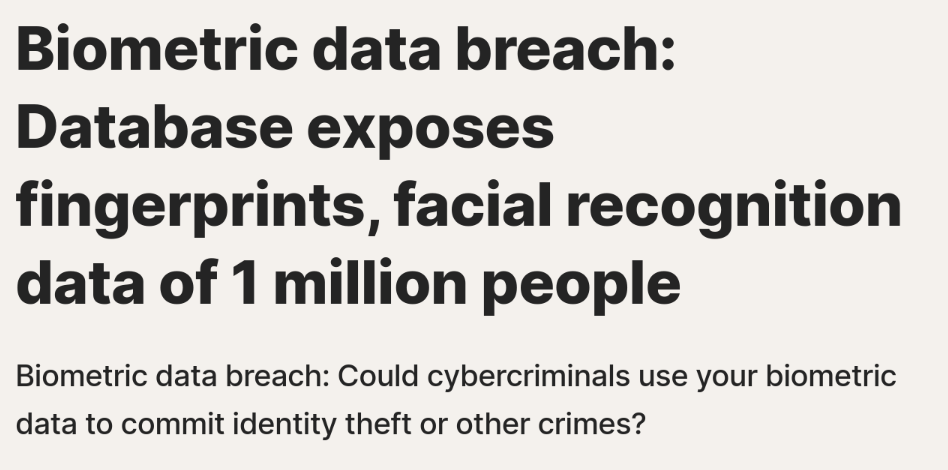 Biometric data breach:
Database exposes
fingerprints, facial recognition
data of 1 million people
Biometric data breach: Could cybercriminals use your biometric
data to commit identity theft or other crimes?